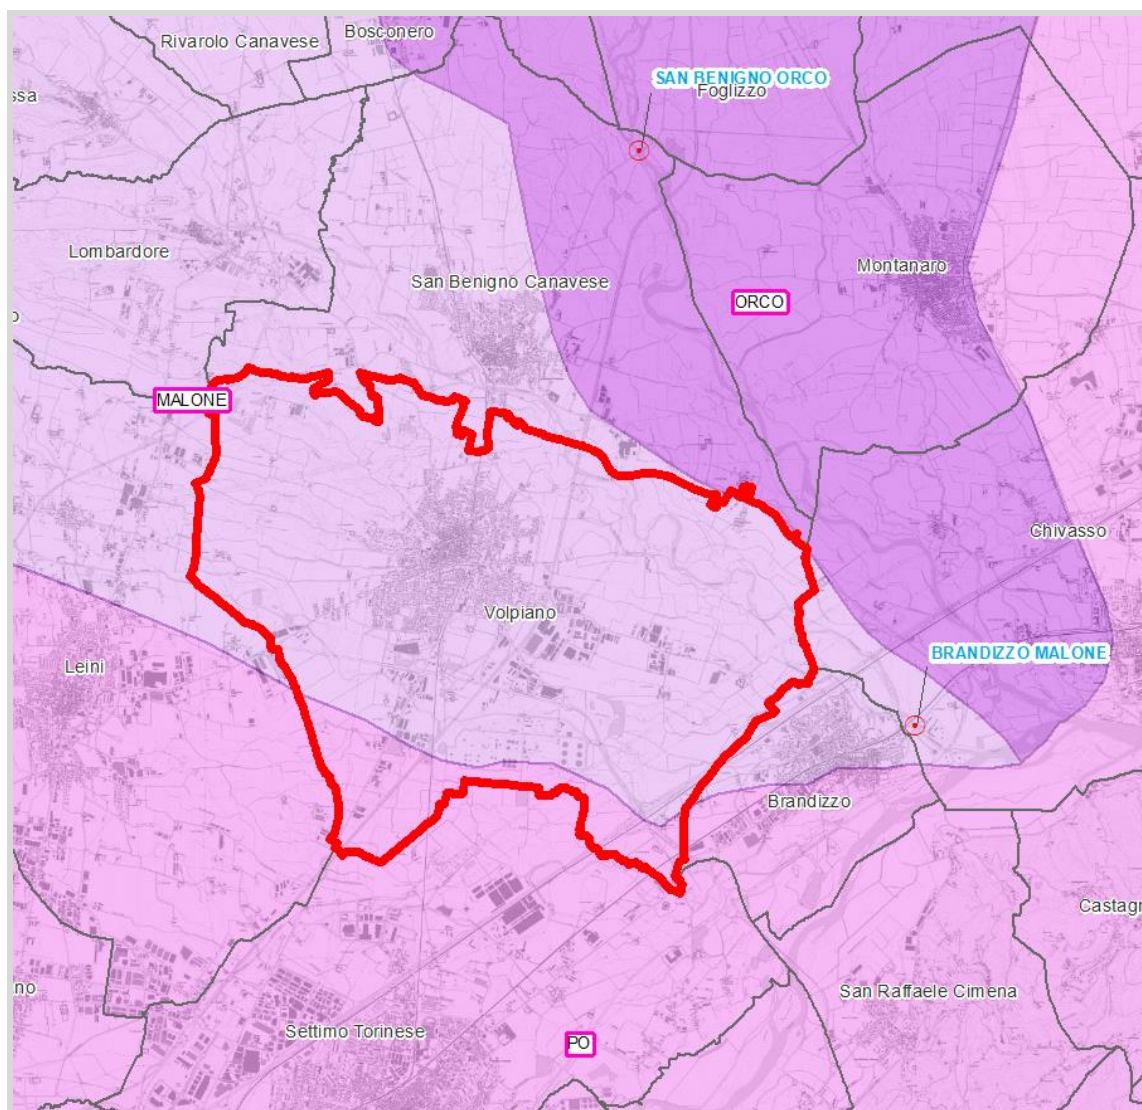 Rivarolo Canavese
Bosconero
SAN BENIGNO ORCO
Foglizzo
ssa
Lombardore
San Benigno Canavese
Montanaro
ORCO
o
MALONE
Chivasso
Volpiano
Leini
BRANDIZZO MALONE
Brandizzo
Castagn
no
San Raffaele Cimena
Settimo Torinese
PO